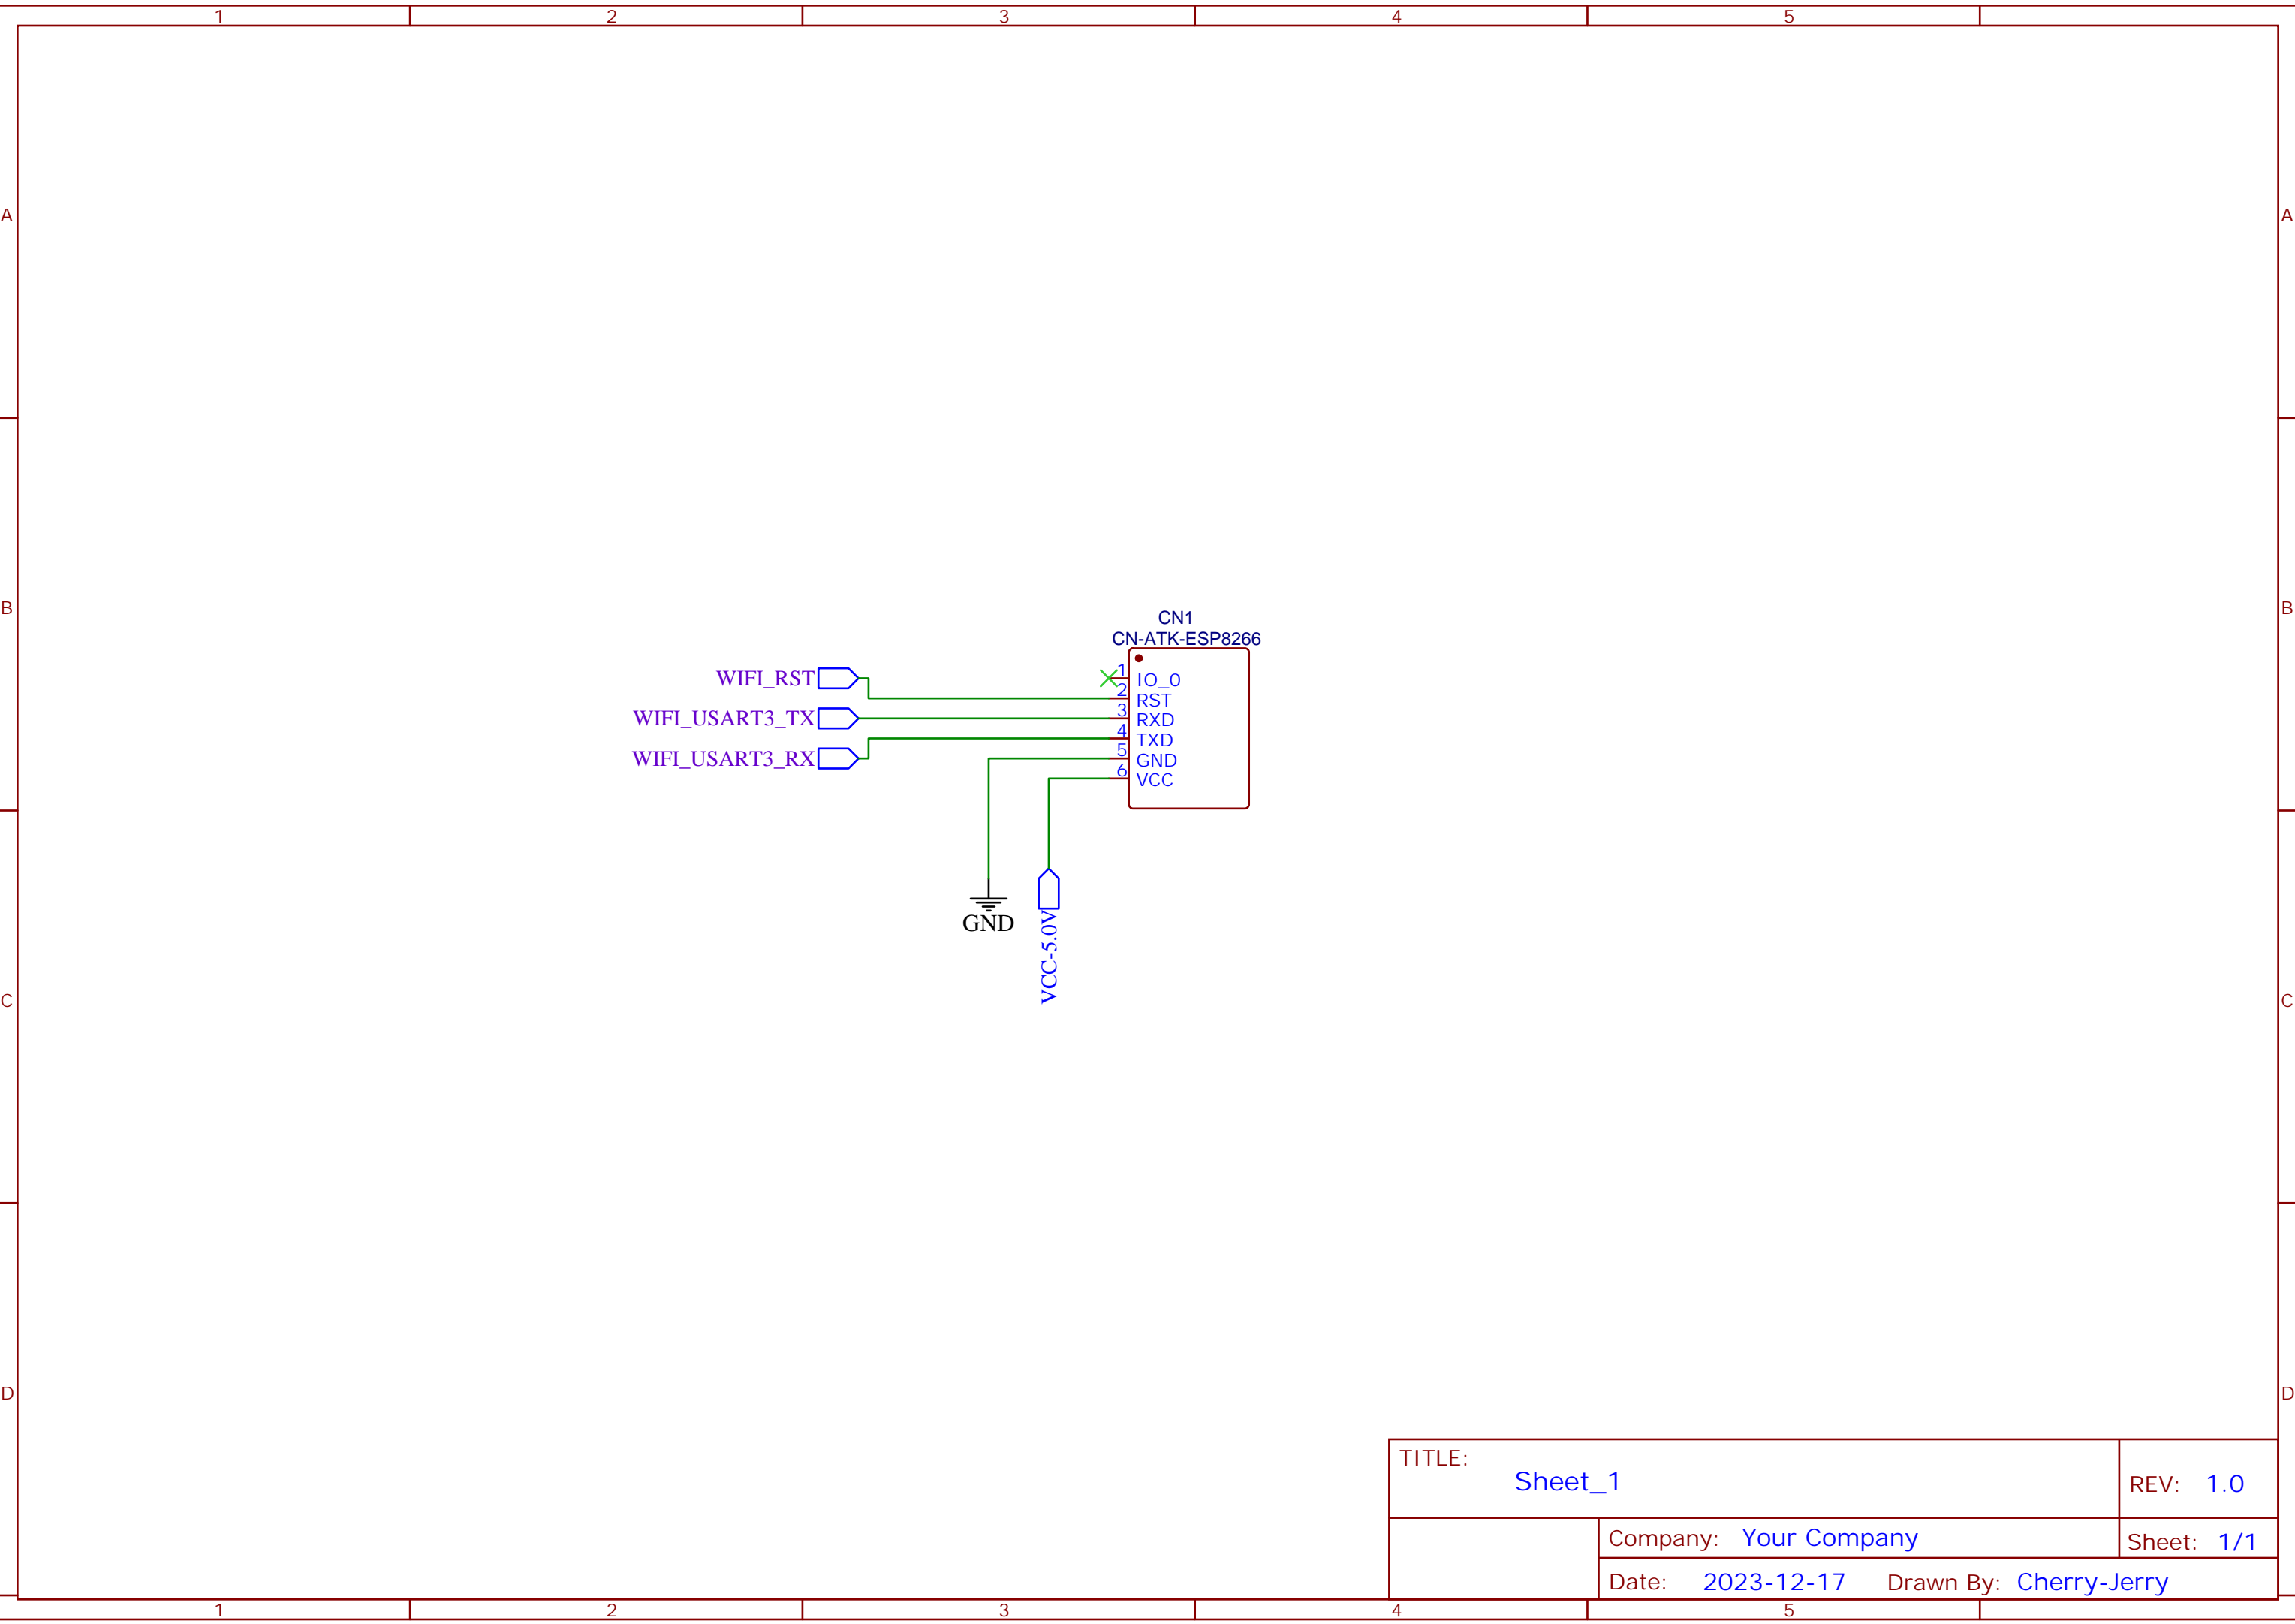 1 2 3 4 5
A A
B B
CN1
CN-ATK-ESP8266
WIFI_RST
WIFI_USART3_TX
WIFI_USART3_RX
1 IO_0
2 RST
3 RXD
4 TXD
5 GND
6 VCC
GND
VCC-5.0V
C C
D D
TITLE:
Sheet_1
REV: 1.0
Company: Your Company
Sheet: 1/1
Date: 2023-12-17 Drawn By: Cherry-Jerry
1 2 3 4 5